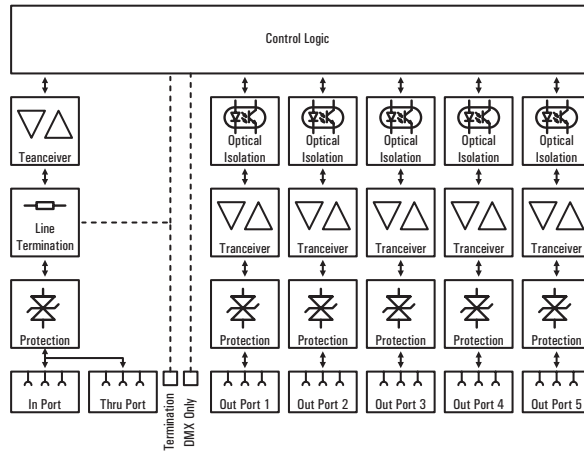 Control Logic
Teanceiver
Optical
Isolation
Optical
Isolation
Optical
Isolation
Optical
Isolation
Optical
Isolation
Line
Termination
Tranceiver
Tranceiver
Tranceiver
Tranceiver
Tranceiver
Protection
Protection
Protection
Protection
Protection
Protection
In Port
Thru Port
Termination
DMX Only
Out Port 1
Out Port 2
Out Port 3
Out Port 4
Out Port 5